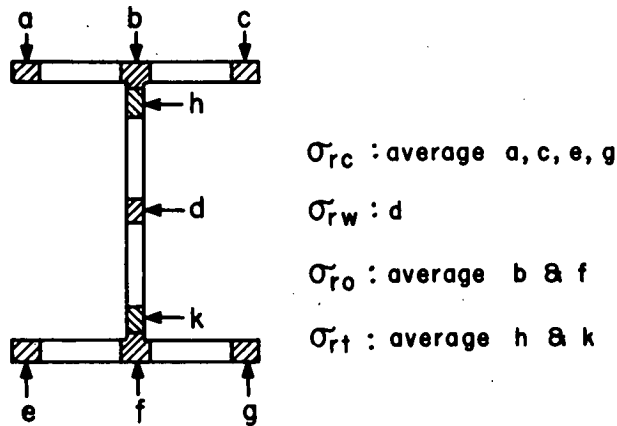 a b c
h
σrc : average a, c, e, g
d
σrw : d
σro : average b & f
k
σrt : average h & k
e f g